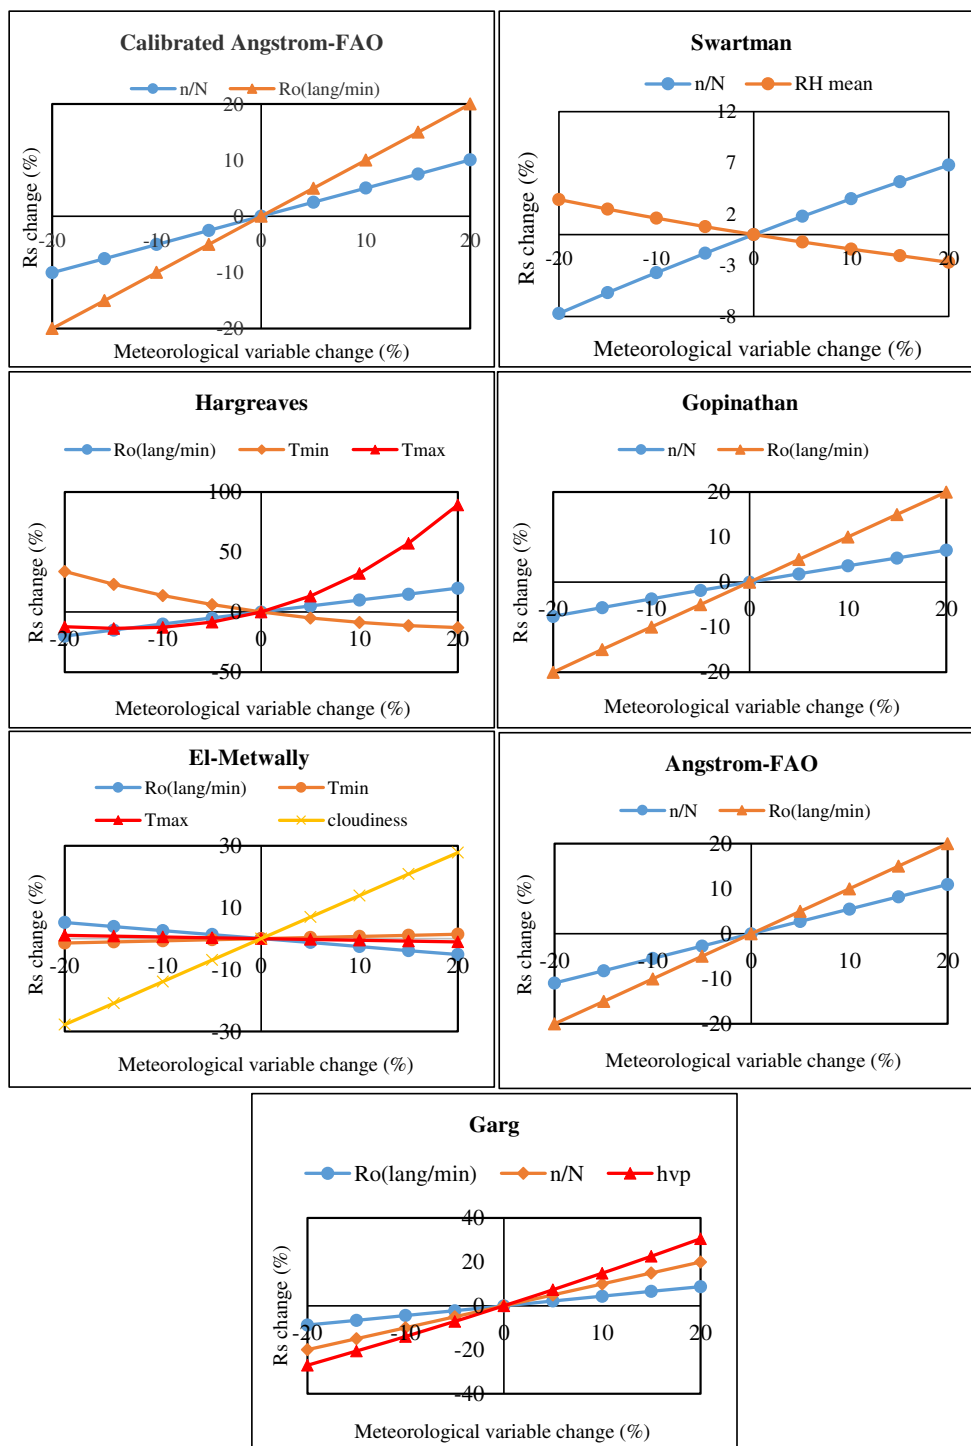 Calibrated Angstrom-FAO
n/N Ro(lang/min)
Rs change (%)
20
10
0
-10
-20
-20 -10 0 10 20
Meteorological variable change (%)
Swartman
n/N RH mean
Rs change (%)
12
7
2
-3
-8
-20 -10 0 10 20
Meteorological variable change (%)
Hargreaves
Ro(lang/min) Tmin Tmax
Rs change (%)
100
50
0
-50
-20 -10 0 10 20
Meteorological variable change (%)
Gopinathan
n/N Ro(lang/min)
Rs change (%)
20
10
0
-10
-20
-20 -10 0 10 20
Meteorological variable change (%)
El-Metwally
Ro(lang/min) Tmin
Tmax cloudiness
Rs change (%)
30
10
-10
-30
-20 -10 0 10 20
Meteorological variable change (%)
Angstrom-FAO
n/N Ro(lang/min)
Rs change (%)
20
10
0
-10
-20
-20 -10 0 10 20
Meteorological variable change (%)
Garg
Ro(lang/min) n/N hvp
Rs change (%)
40
20
0
-20
-40
-20 -10 0 10 20
Meteorological variable change (%)